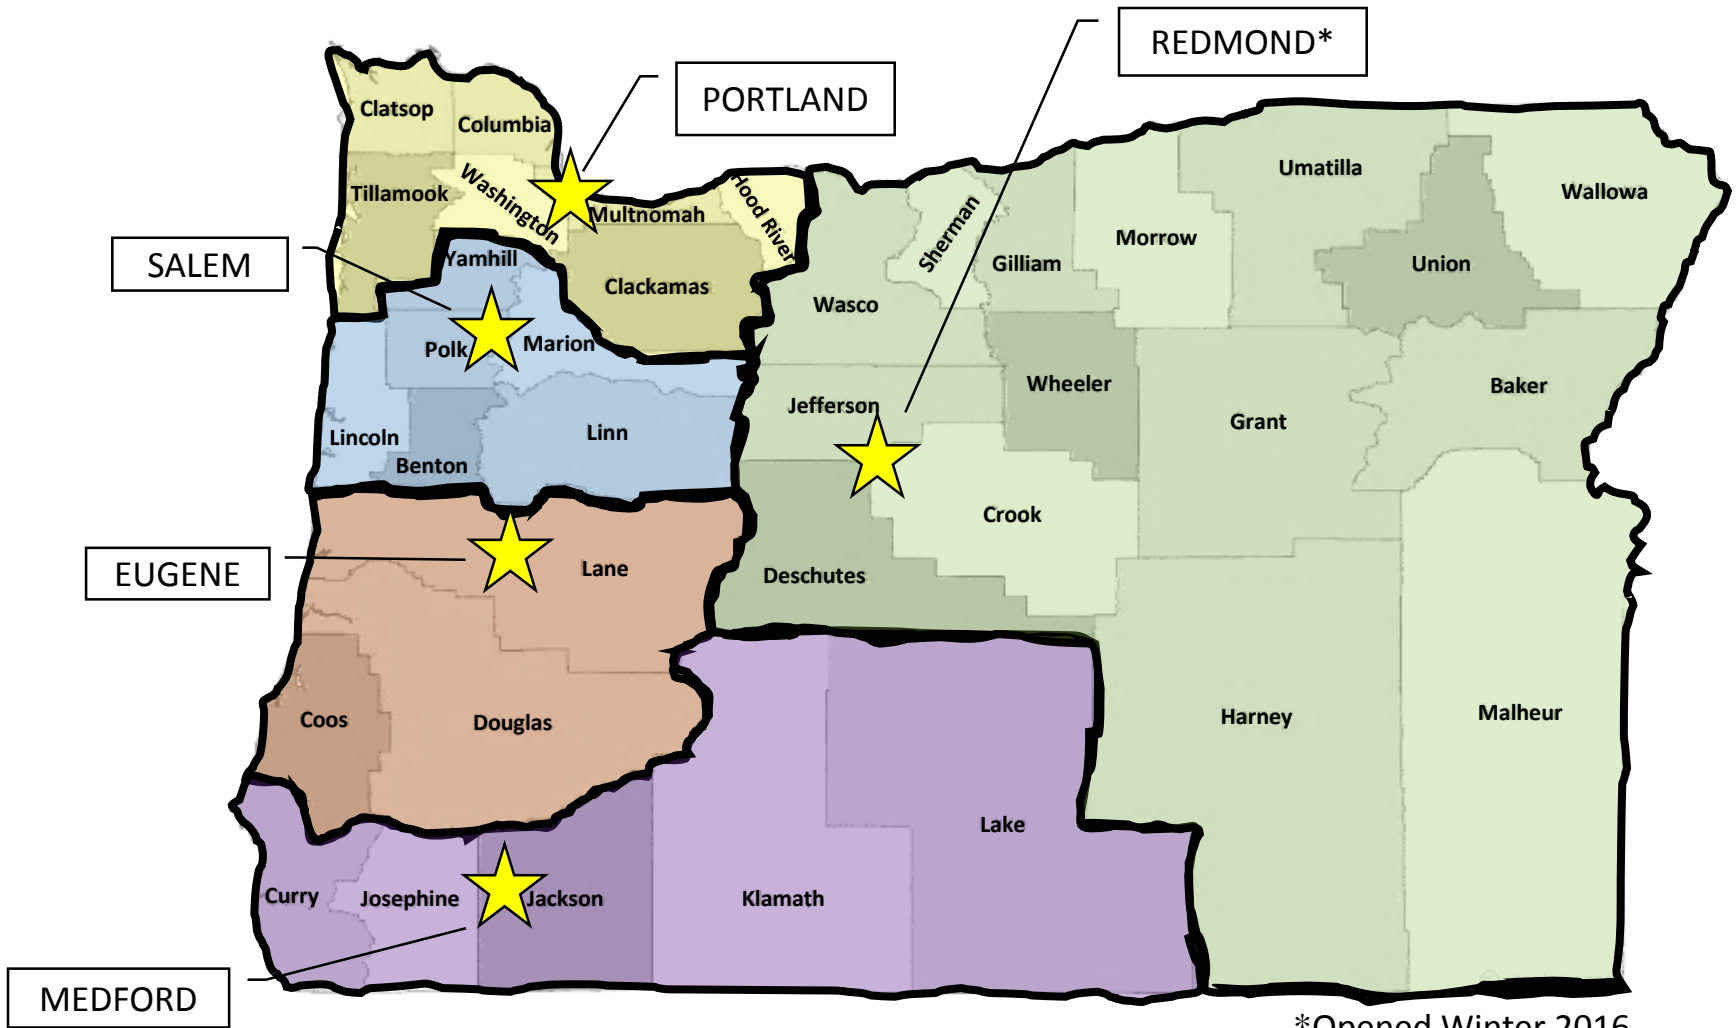 REDMOND*
PORTLAND
Clatsop
Columbia
Umatilla
Wallowa
Tillamook
Washington
Multnomah
Hood River
Sherman
Morrow
SALEM
Yamhill
Gilliam
Union
Clackamas
Wasco
Polk
Marion
Wheeler
Baker
Jefferson
Grant
Lincoln
Linn
Benton
Crook
EUGENE
Lane
Deschutes
Coos
Douglas
Harney
Malheur
Lake
Curry
Josephine
Jackson
Klamath
MEDFORD
*Opened Winter 2016